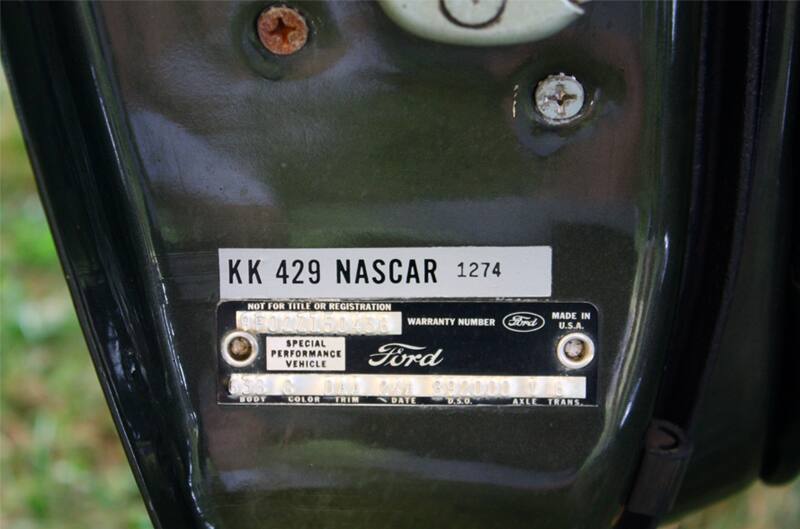 KK 429 NASCAR 1274
NOT FOR TITLE OR REGISTRATION
WARRANTY NUMBER Ford MADE IN U.S.A.
SPECIAL PERFORMANCE VEHICLE
Ford
BODY COLOR TRIM DATE D.S.O. AXLE TRANS.